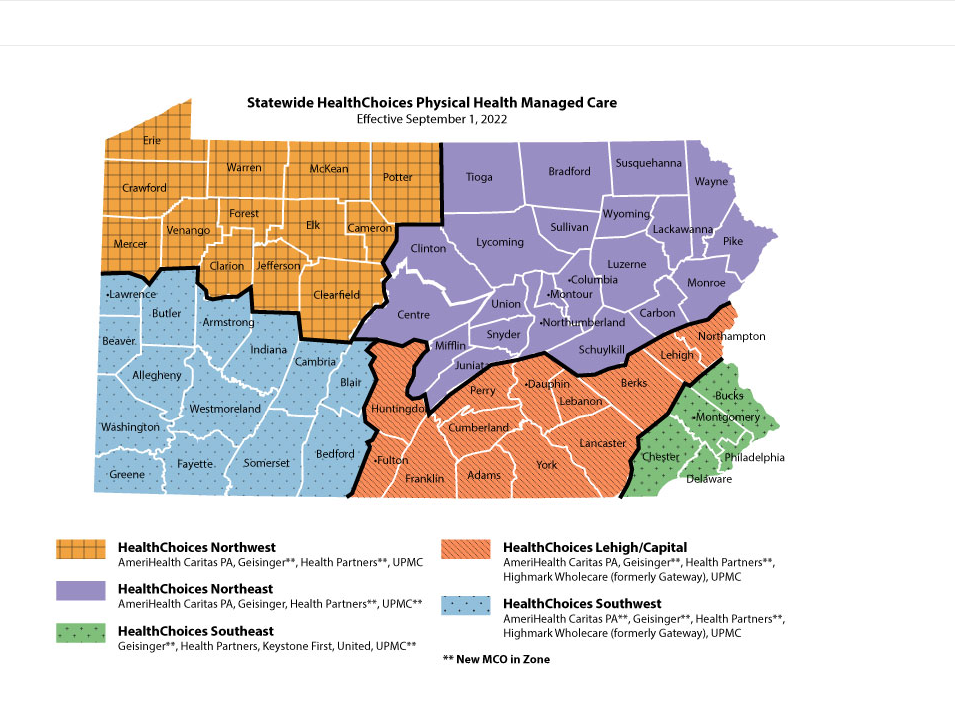 Statewide HealthChoices Physical Health Managed Care
Effective September 1, 2022
Erie
Warren
McKean
Potter
Tioga
Bradford
Susquehanna
Wayne
Crawford
Forest
Elk
Cameron
Venango
Mercer
Clarion
Jefferson
Clearfield
Clinton
Lycoming
Sullivan
Wyoming
Lackawanna
Pike
Luzerne
Monroe
•Columbia
•Montour
Union
Centre
Snyder
•Northumberland
Carbon
Schuylkill
Mifflin
Juniata
•Lawrence
Butler
Armstrong
Beaver
Indiana
Cambria
Blair
Allegheny
Westmoreland
Washington
Bedford
Somerset
Fayette
Greene
Northampton
Lehigh
Berks
•Dauphin
Lebanon
Perry
Huntingdo
Cumberland
Lancaster
•Fulton
Franklin
Adams
York
Bucks
•Montgomery
Chester
Philadelphia
Delaware
HealthChoices Northwest
AmeriHealth Caritas PA, Geisinger**, Health Partners**, UPMC
HealthChoices Northeast
AmeriHealth Caritas PA, Geisinger, Health Partners**, UPMC**
HealthChoices Southeast
Geisinger**, Health Partners, Keystone First, United, UPMC**
HealthChoices Lehigh/Capital
AmeriHealth Caritas PA, Geisinger**, Health Partners**,
Highmark Wholecare (formerly Gateway), UPMC
HealthChoices Southwest
AmeriHealth Caritas PA**, Geisinger**, Health Partners**,
Highmark Wholecare (formerly Gateway), UPMC
** New MCO in Zone